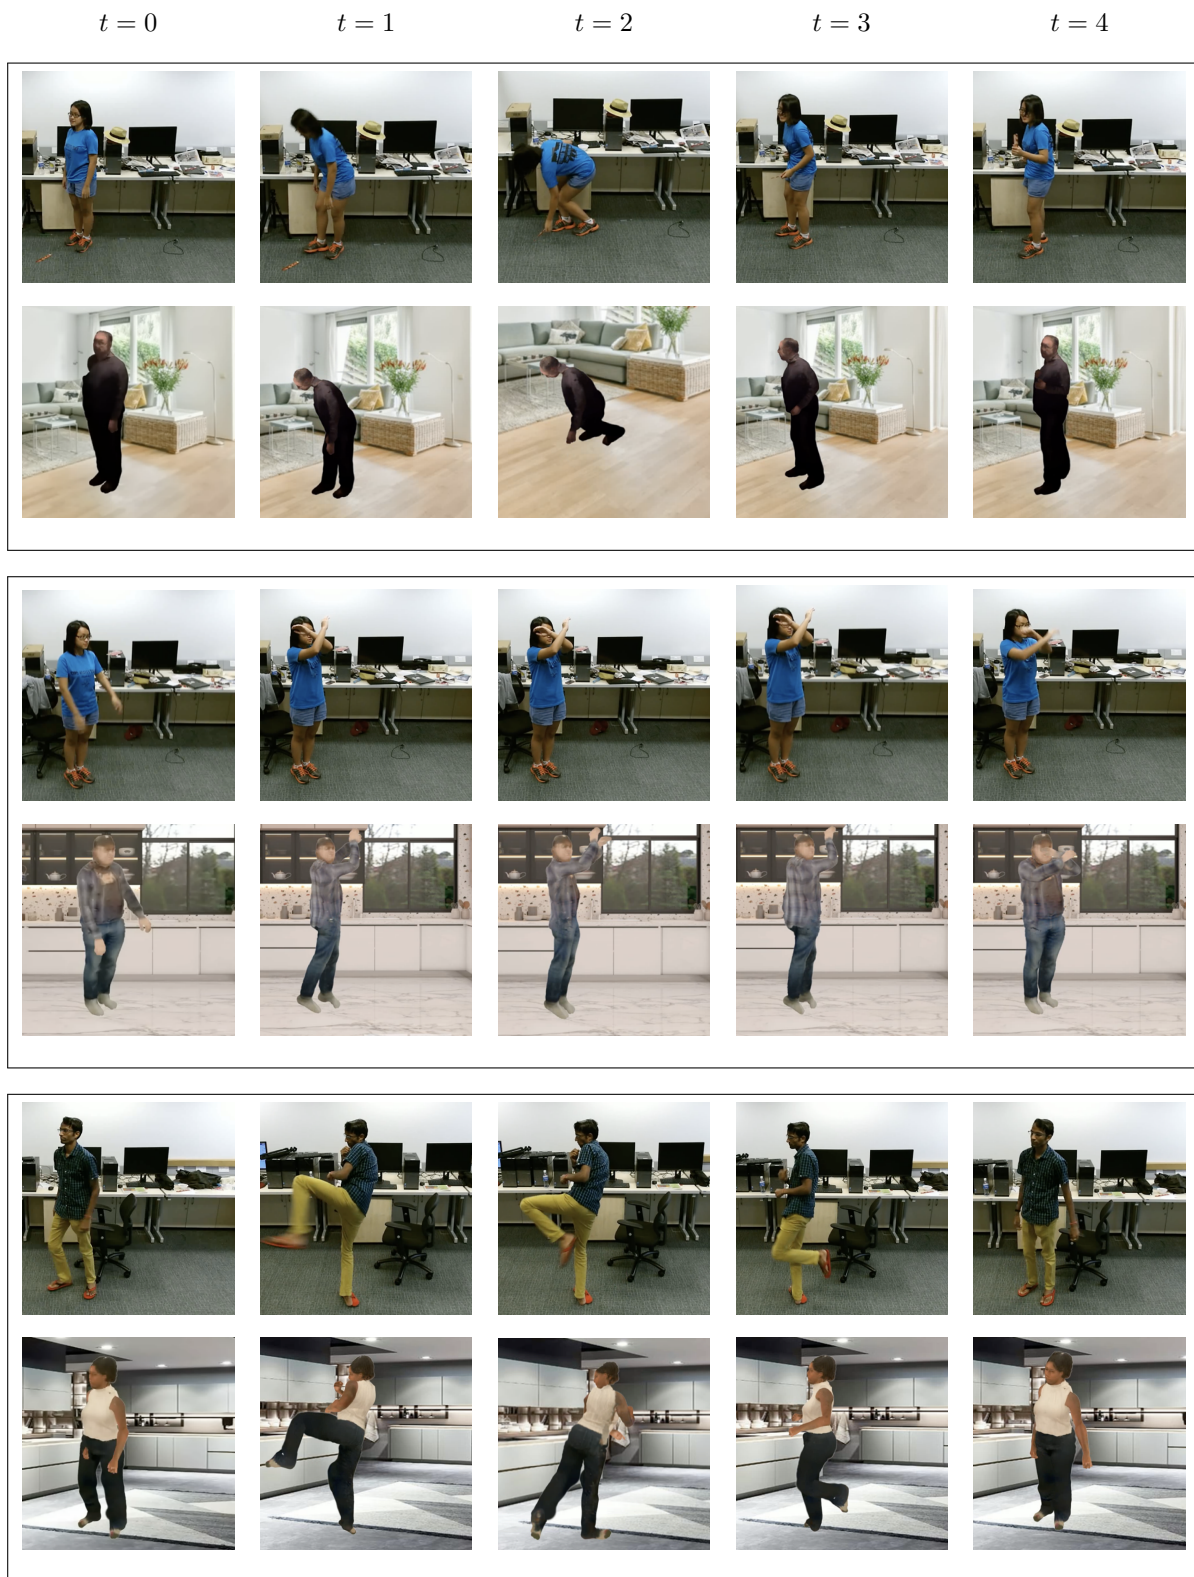 t = 0 t = 1 t = 2 t = 3 t = 4